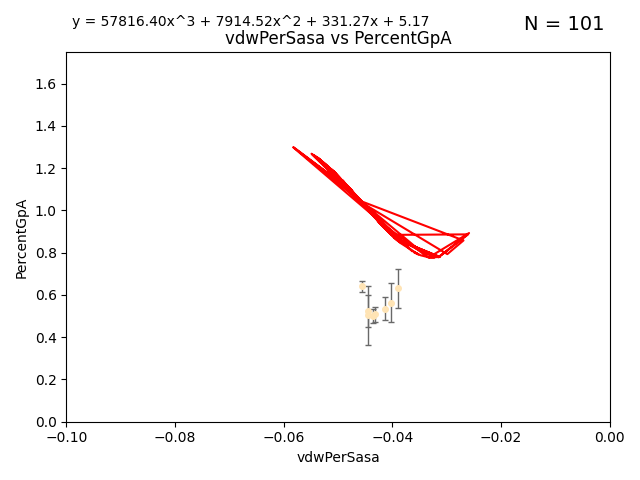 y = 57816.40x^3 + 7914.52x^2 + 331.27x + 5.17
N = 101
vdwPerSasa vs PercentGpA
1.6
1.4
1.2
1.0
0.8
0.6
0.4
0.2
0.0
PercentGpA
−0.10 −0.08 −0.06 −0.04 −0.02 0.00
vdwPerSasa